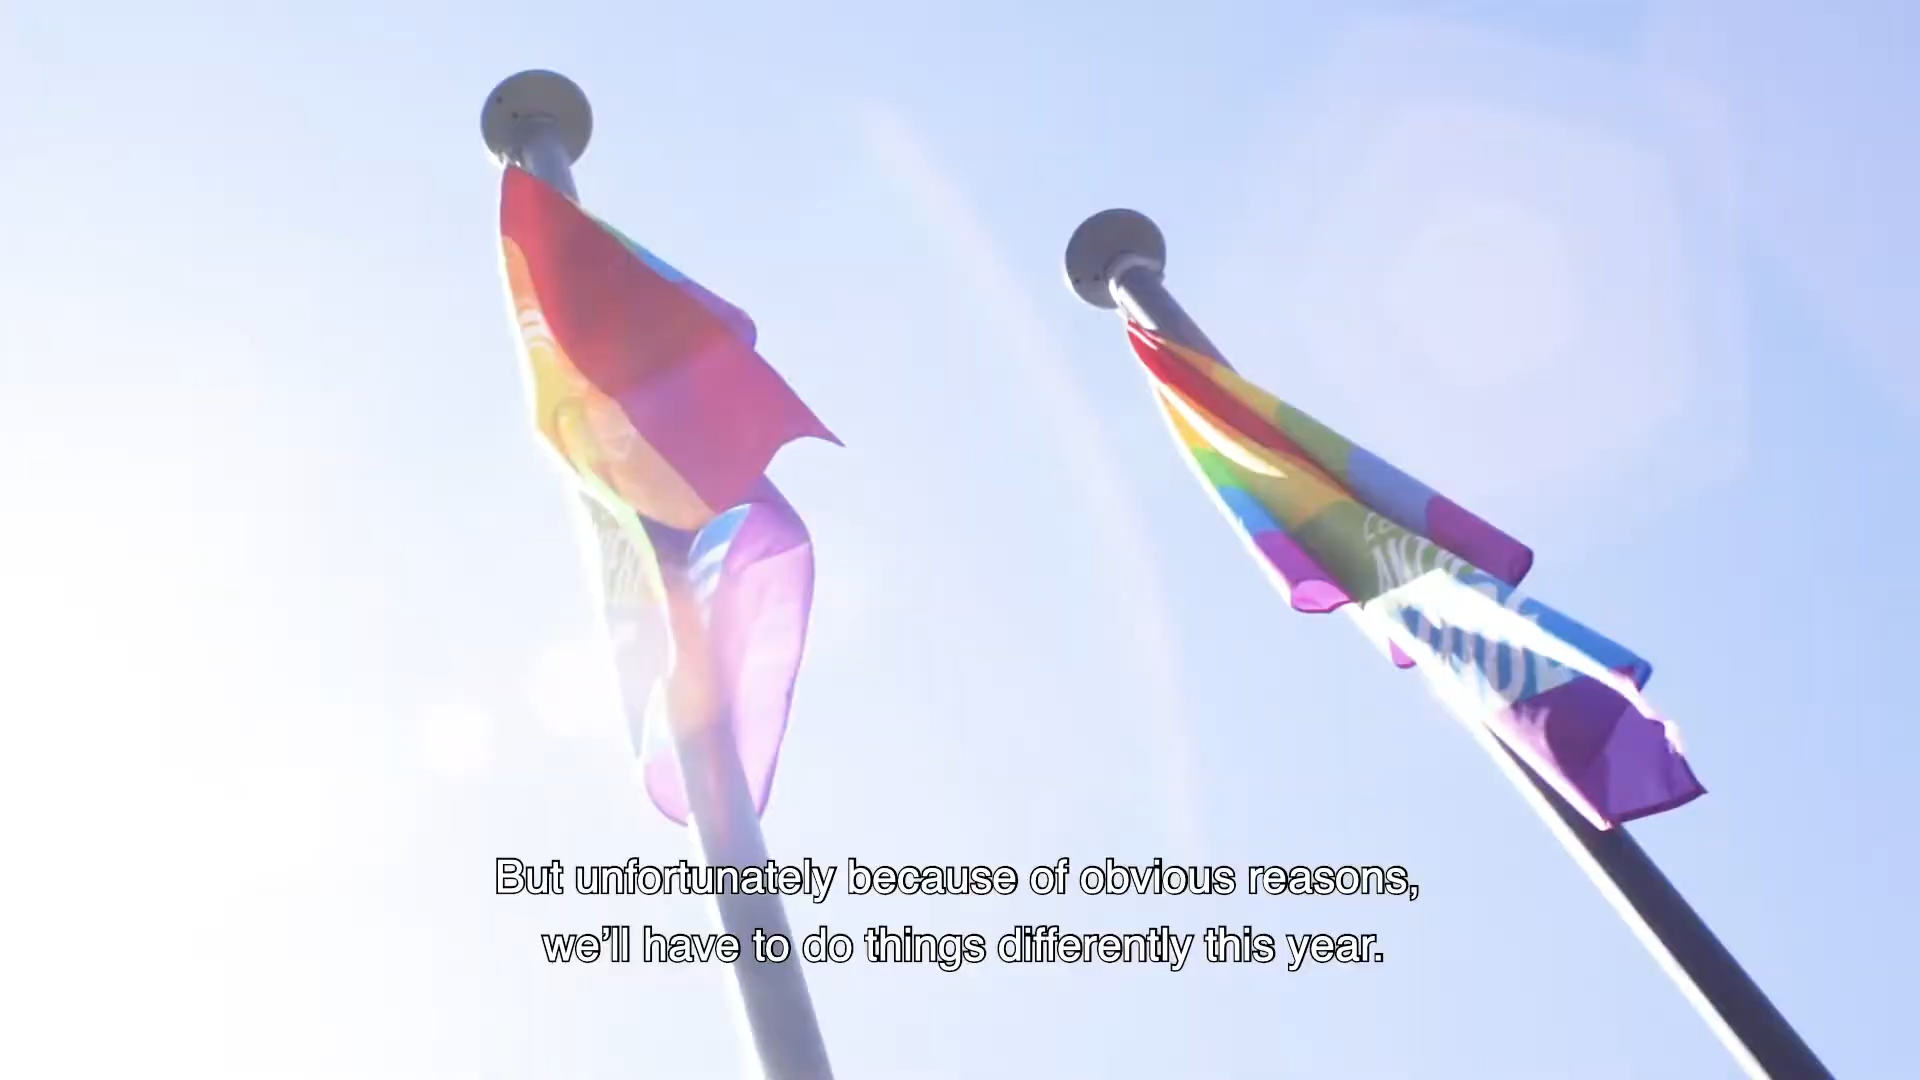 But unfortunately because of obvious reasons,
we’ll have to do things differently this year.